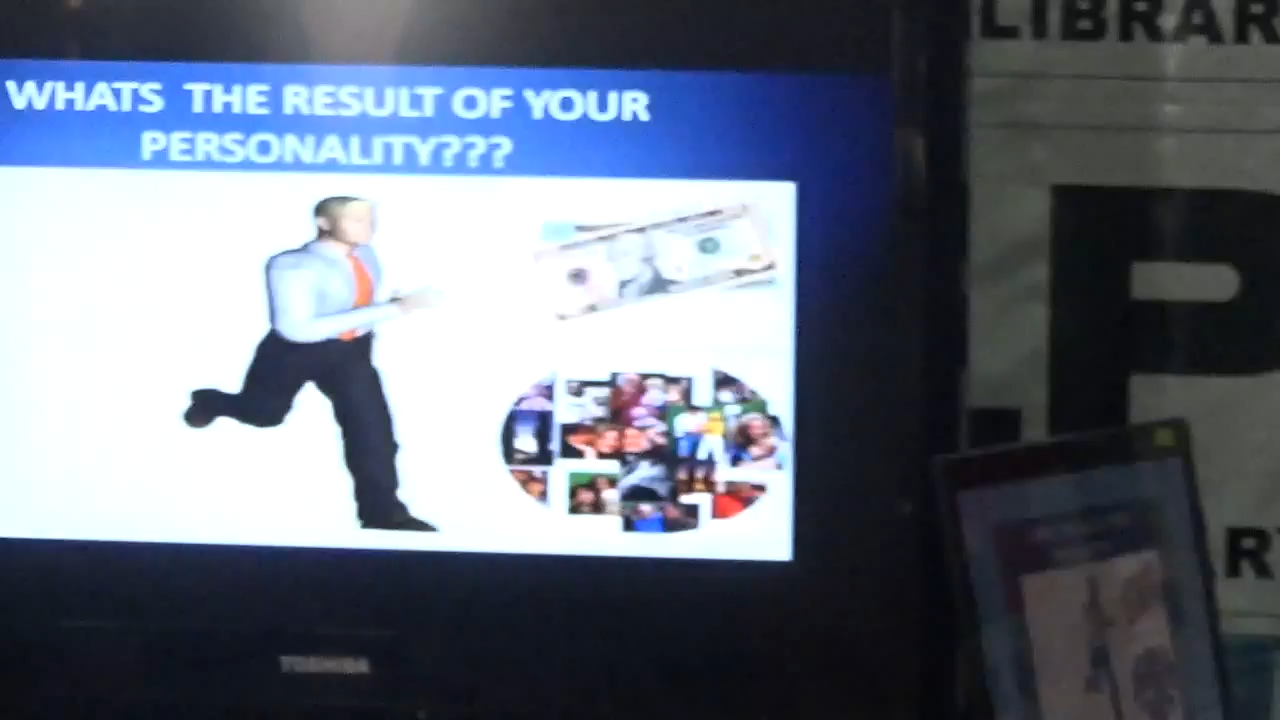 WHATS THE RESULT OF YOUR
PERSONALITY???
TOSHIBA
LIBRAR
.P
R